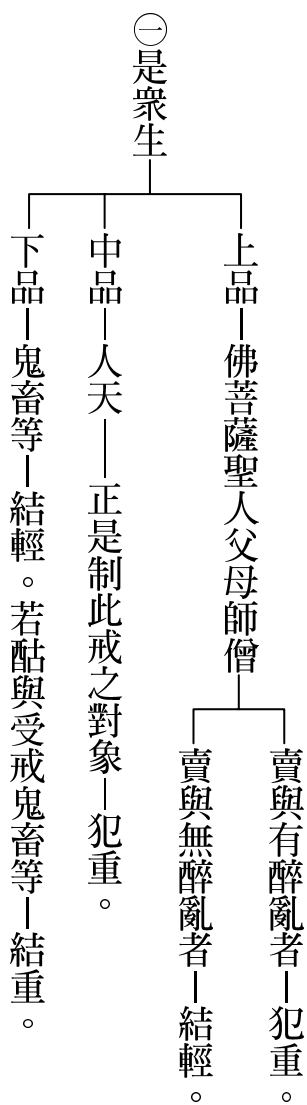 ㊀是眾生
上品—佛菩薩聖人父母師僧
賣與有醉亂者—犯重。
賣與無醉亂者—結輕。
中品—人天—正是制此戒之對象—犯重。
下品—鬼畜等—結輕。若酤與受戒鬼畜等—結重。